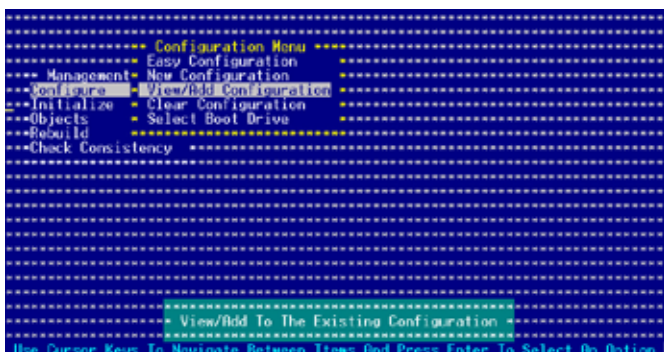 Configuration Menu
Easy Configuration
Management
New Configuration
Configure
View/Add Configuration
Initialize
Clear Configuration
Objects
Select Boot Drive
Rebuild
Check Consistency
View/Add To The Existing Configuration
Use Cursor Keys To Navigate Between Items And Press Enter To Select An Option